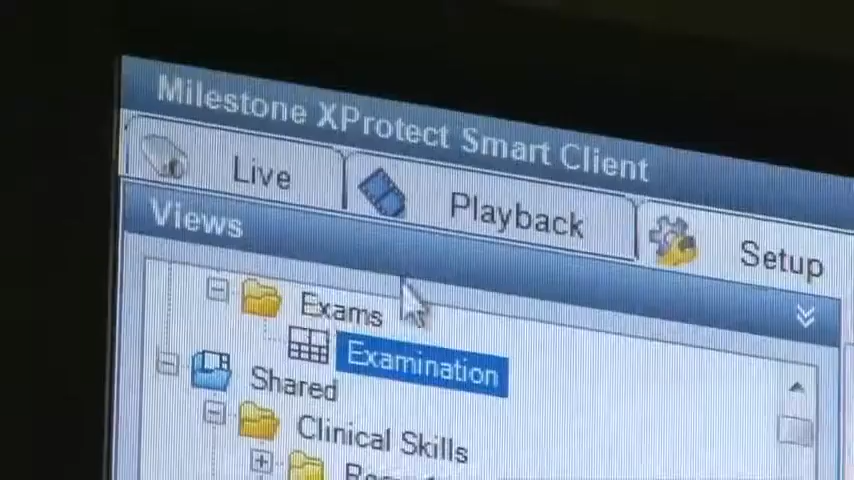 Milestone XProtect Smart Client
Live Playback Setup
Views
Exams
Examination
Shared
Clinical Skills